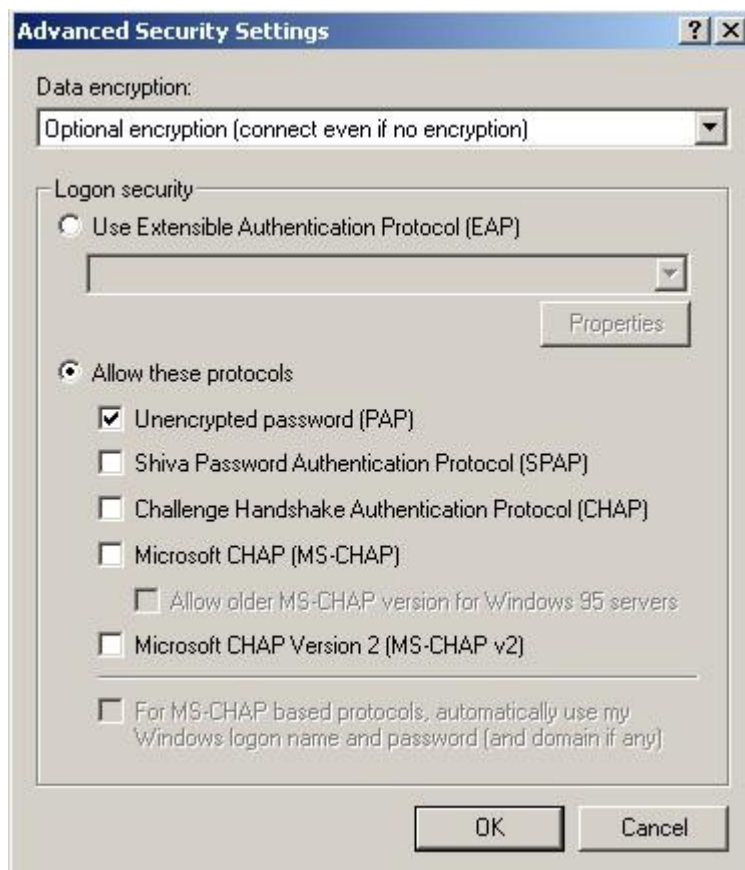 Advanced Security Settings
Data encryption:
Optional encryption (connect even if no encryption)
Logon security
Use Extensible Authentication Protocol (EAP)
Properties
Allow these protocols
Unencrypted password (PAP)
Shiva Password Authentication Protocol (SPAP)
Challenge Handshake Authentication Protocol (CHAP)
Microsoft CHAP (MS-CHAP)
Allow older MS-CHAP version for Windows 95 servers
Microsoft CHAP Version 2 (MS-CHAP v2)
For MS-CHAP based protocols, automatically use my
Windows logon name and password (and domain if any)
OK Cancel